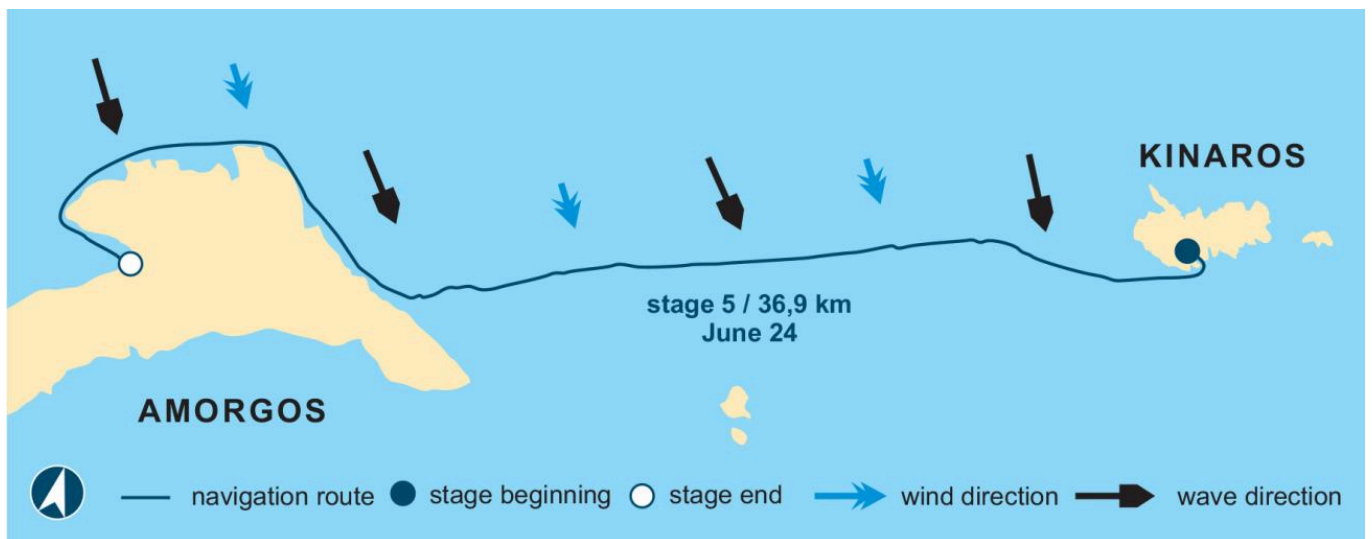 KINAROS
stage 5 / 36,9 km
June 24
AMORGOS
navigation route
stage beginning
stage end
wind direction
wave direction